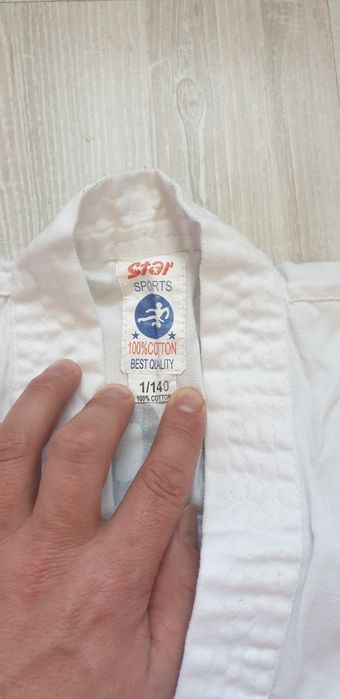 Star
SPORTS
100% COTTON
BEST QUALITY
1/140
100% COTTON